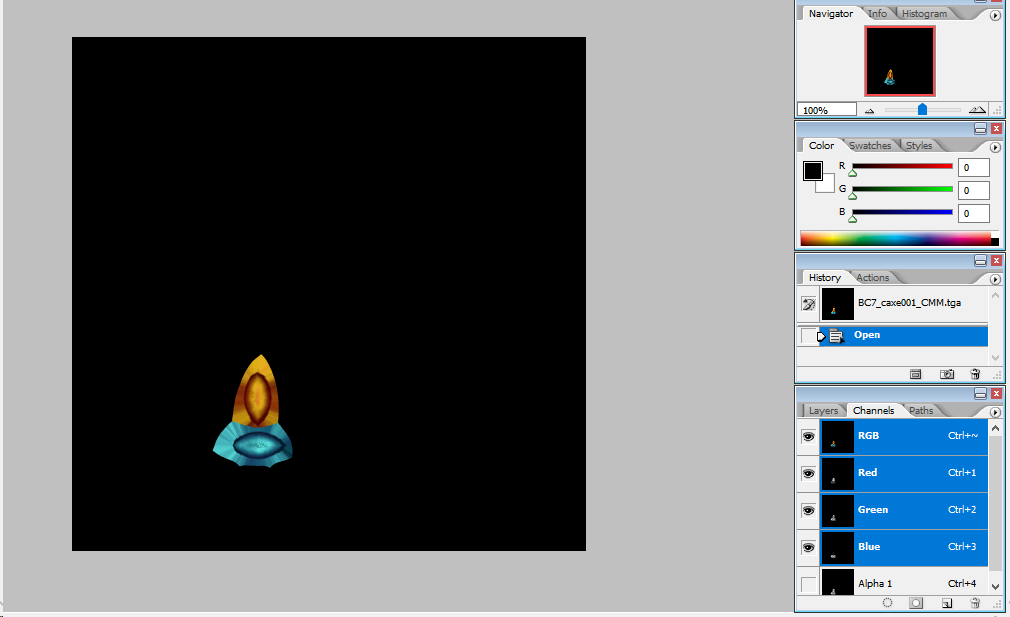 Navigator Info Histogram
100%
Color Swatches Styles
R 0
G 0
B 0
History Actions
BC7_caxe001_CMM.tga
Open
Layers Channels Paths
RGB Ctrl+~
Red Ctrl+1
Green Ctrl+2
Blue Ctrl+3
Alpha 1 Ctrl+4